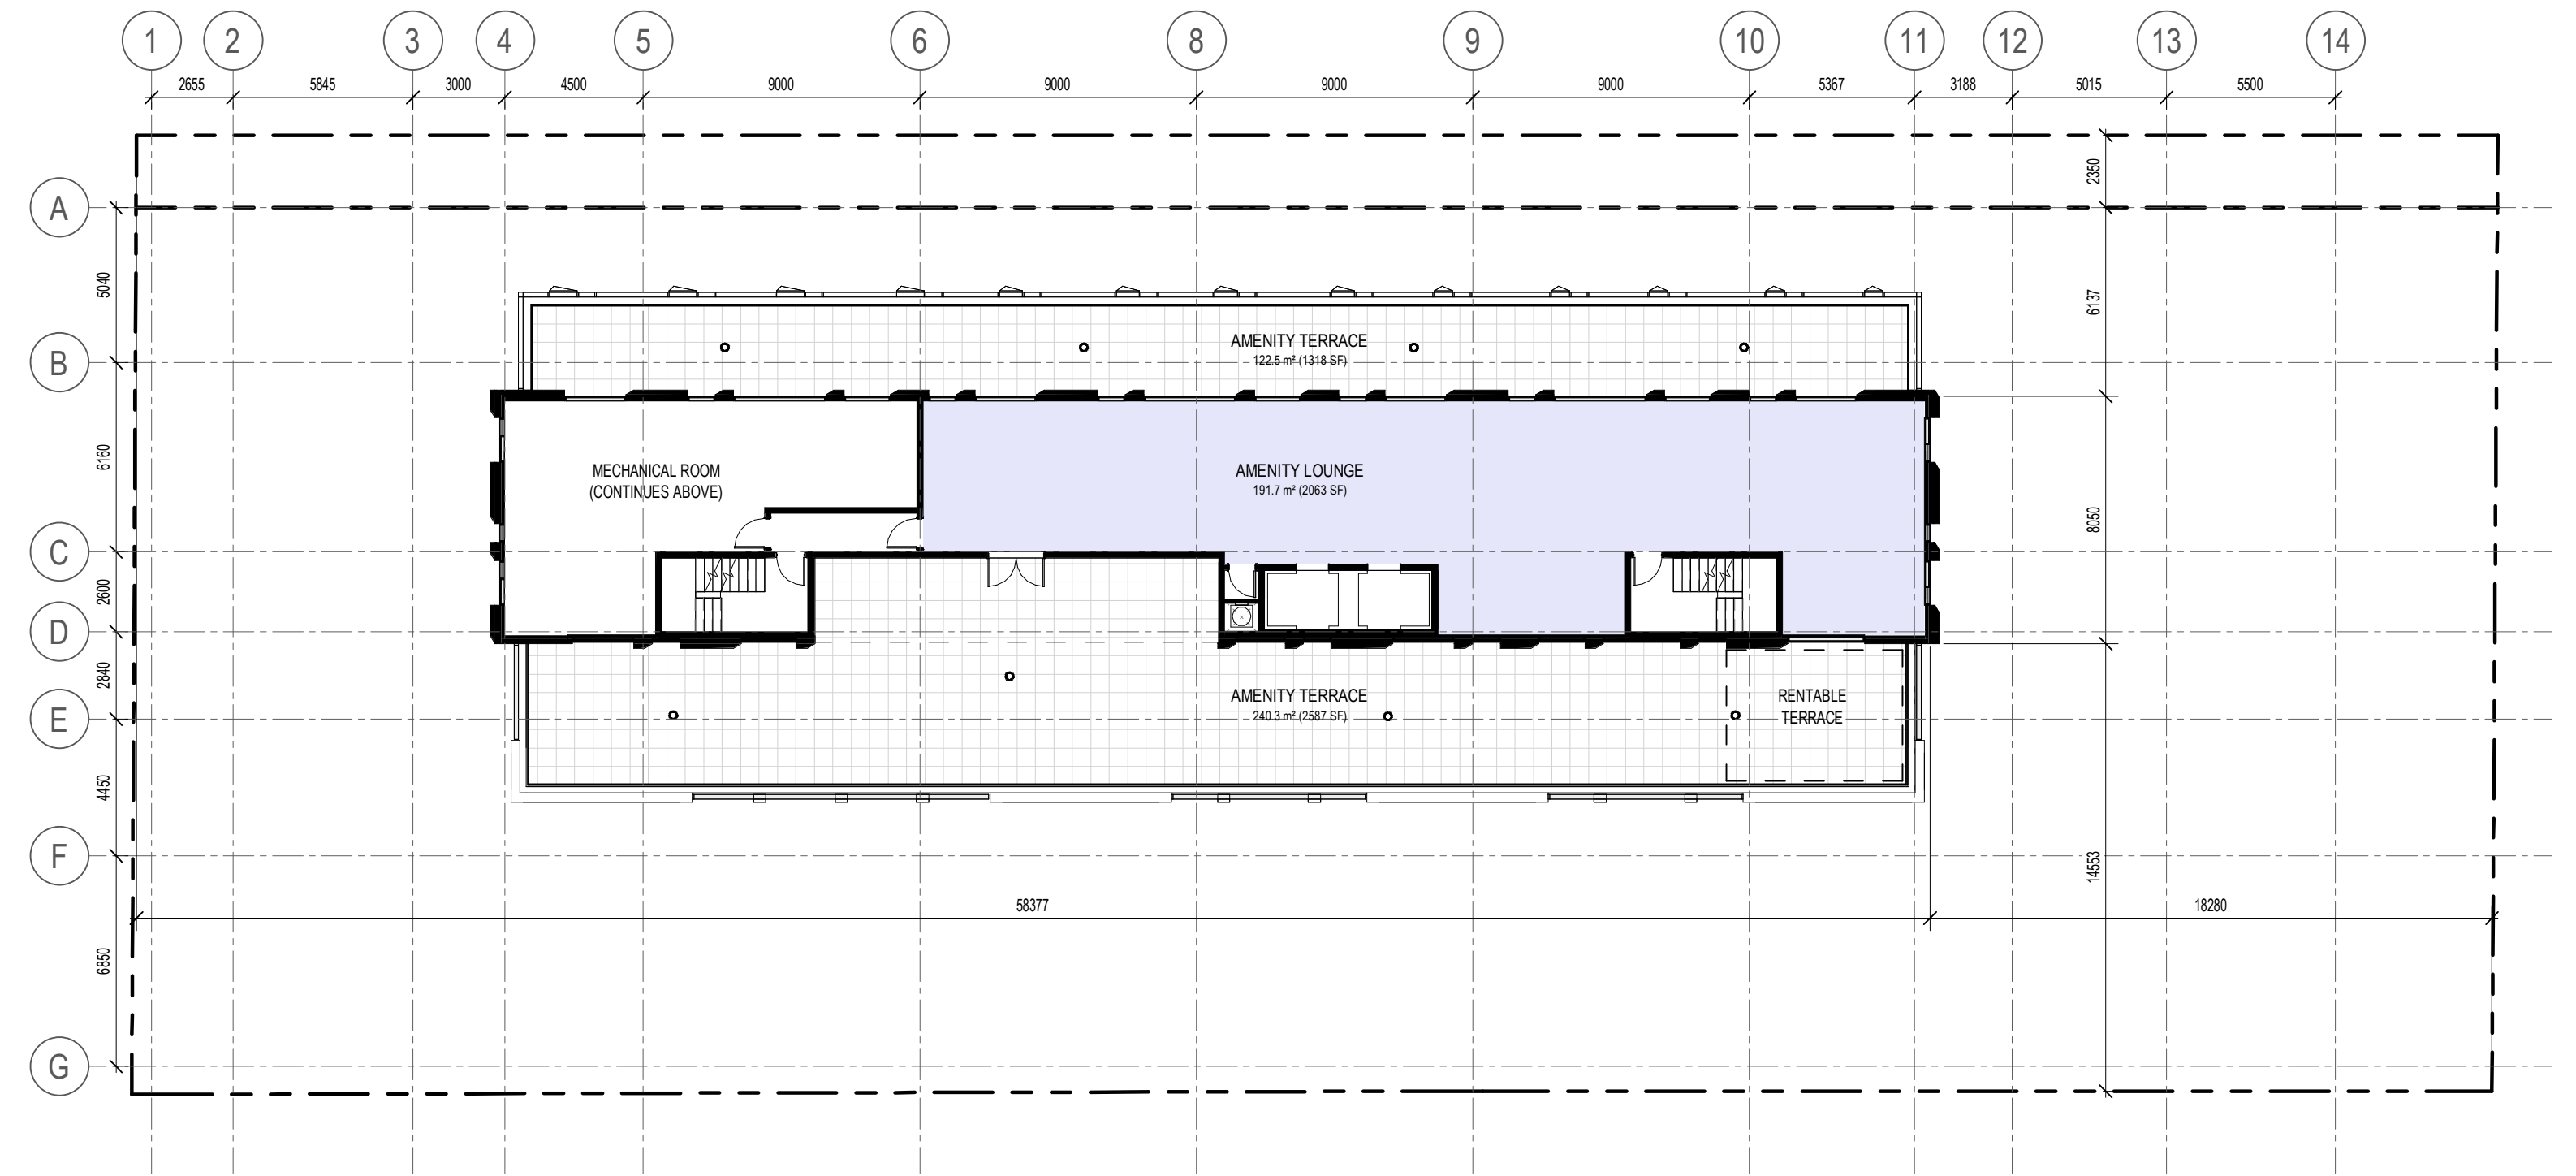 1 2 3 4 5 6 8 9 10 11 12 13 14
2655 5845 3000 4500 9000 9000 9000 9000 5367 3188 5015 5500
2350
A
5040
6137
B
AMENITY TERRACE
122.5 m² (1318 SF)
6160
MECHANICAL ROOM
(CONTINUES ABOVE)
AMENITY LOUNGE
191.7 m² (2063 SF)
8050
C
2600
D
2840
AMENITY TERRACE
240.3 m² (2587 SF)
RENTABLE
TERRACE
E
4450
F
14553
58377
18280
6850
G